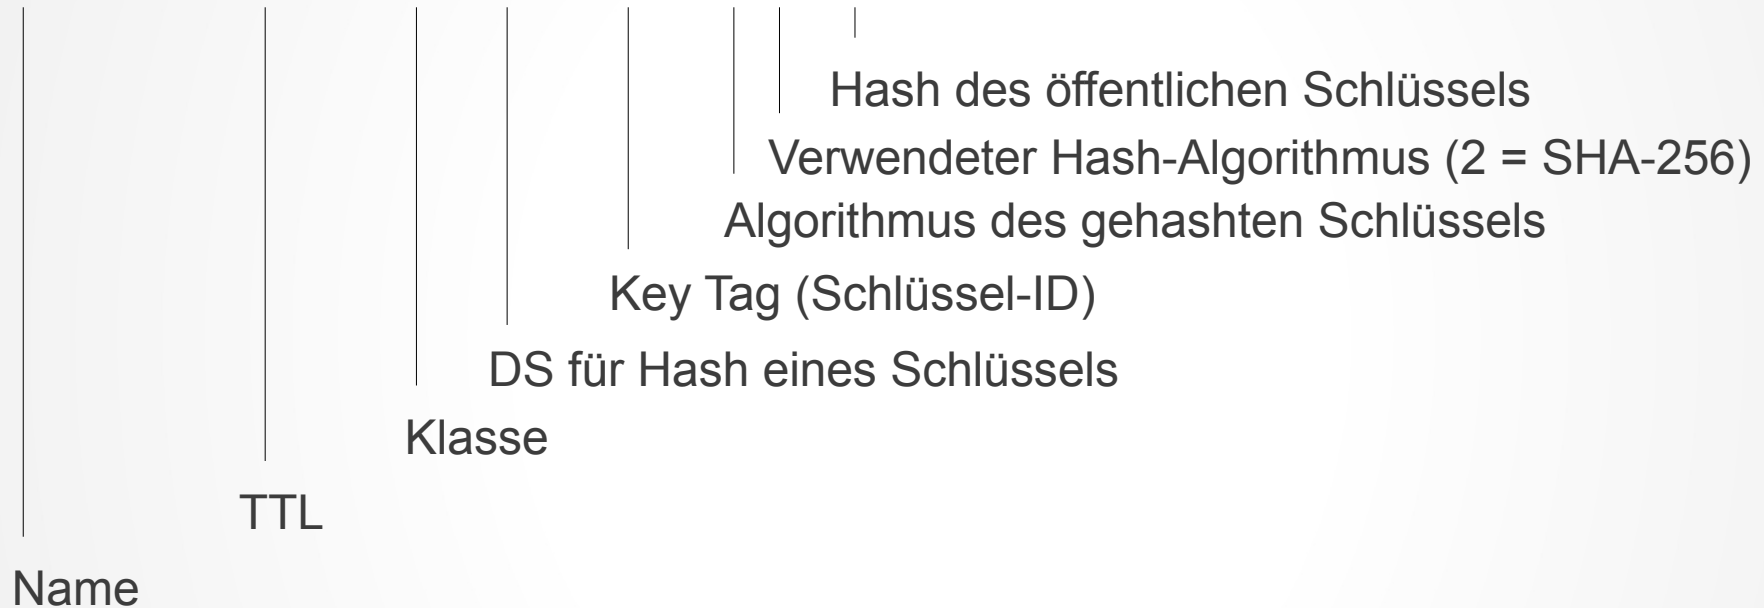 Hash des öffentlichen Schlüssels
Verwendeter Hash-Algorithmus (2 = SHA-256)
Algorithmus des gehashten Schlüssels
Key Tag (Schlüssel-ID)
DS für Hash eines Schlüssels
Klasse
TTL
Name